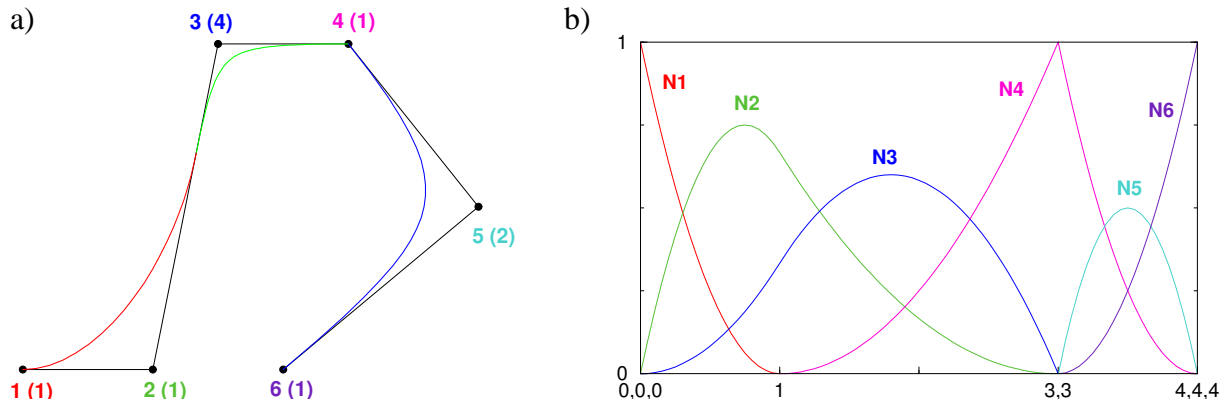 a)
3 (4)
4 (1)
5 (2)
1 (1)
2 (1)
6 (1)
b)
1
N1
N2
N3
N4
N5
N6
0
0,0,0
1
3,3
4,4,4